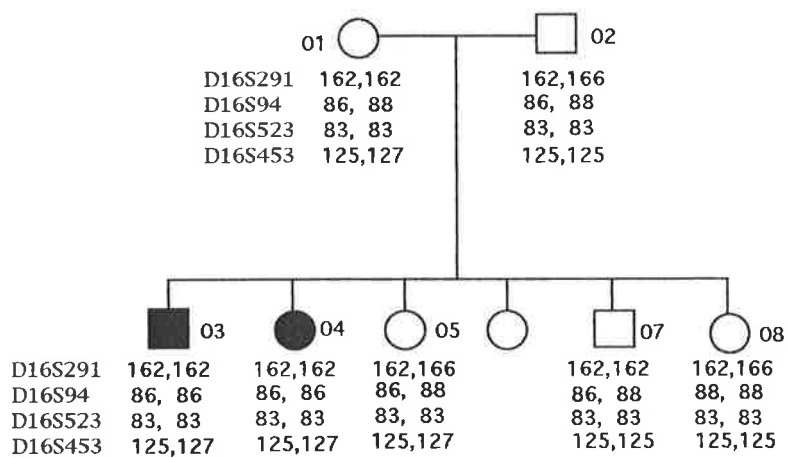 01 02
D16S291 162,162 162,166
D16S94 86, 88 86, 88
D16S523 83, 83 83, 83
D16S453 125,127 125,125
03 04 05 07 08
D16S291 162,162 162,162 162,166 162,162 162,166
D16S94 86, 86 86, 86 86, 88 86, 88 88, 88
D16S523 83, 83 83, 83 83, 83 83, 83 83, 83
D16S453 125,127 125,127 125,127 125,125 125,125